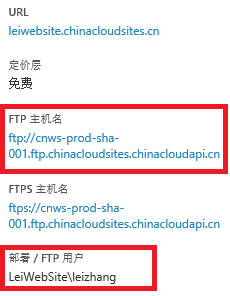 URL
leiwebsite.chinacloudsites.cn
定价层
免费
FTP 主机名
ftp://cnws-prod-sha-
001.ftp.chinacloudsites.chinacloudapi.cn
FTPS 主机名
ftps://cnws-prod-sha-
001.ftp.chinacloudsites.chinacloudapi.cn
部署 / FTP 用户
LeiWebSite\leizhang